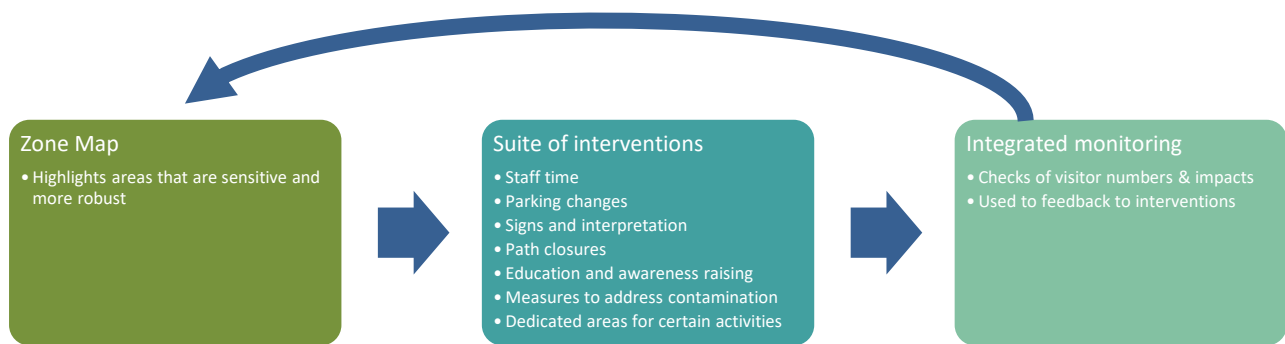 Zone Map
• Highlights areas that are sensitive and
more robust
Suite of interventions
• Staff time
• Parking changes
• Signs and interpretation
• Path closures
• Education and awareness raising
• Measures to address contamination
• Dedicated areas for certain activities
Integrated monitoring
• Checks of visitor numbers & impacts
• Used to feedback to interventions